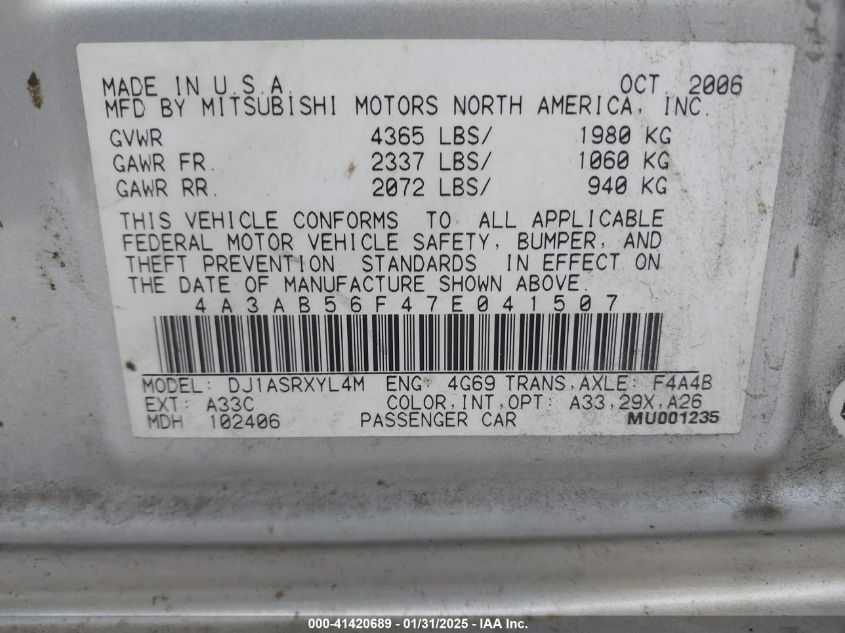 MADE IN U.S.A. OCT. 2006
MFD BY MITSUBISHI MOTORS NORTH AMERICA, INC.
GVWR 4365 LBS/ 1980 KG
GAWR FR. 2337 LBS/ 1060 KG
GAWR RR. 2072 LBS/ 940 KG
THIS VEHICLE CONFORMS TO ALL APPLICABLE
FEDERAL MOTOR VEHICLE SAFETY, BUMPER, AND
THEFT PREVENTION STANDARDS IN EFFECT ON
THE DATE OF MANUFACTURE SHOWN ABOVE.
4A3AB56F47E041507
MODEL: DJ1ASRXYL4M ENG: 4G69 TRANS,AXLE: F4A4B
EXT: A33C COLOR,INT,OPT: A33,29X,A26
MDH 102406 PASSENGER CAR MU001235
000-41420689 - 01/31/2025 - IAA Inc.